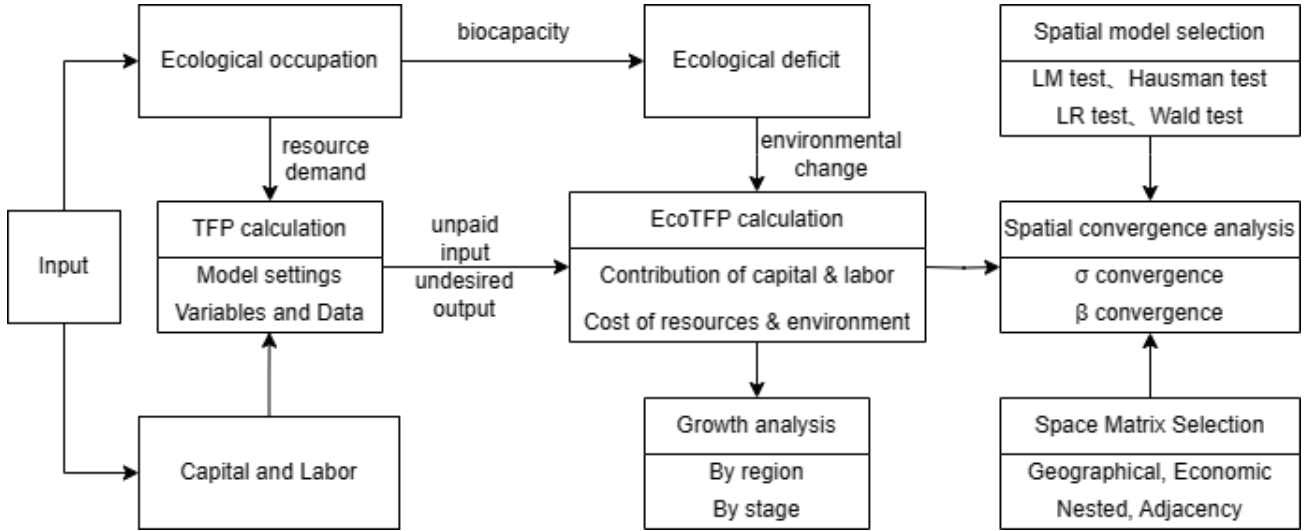 Input
Ecological occupation
biocapacity
Ecological deficit
resource
demand
environmental
change
TFP calculation
Model settings
Variables and Data
unpaid
input
undesired
output
EcoTFP calculation
Contribution of capital & labor
Cost of resources & environment
Capital and Labor
Growth analysis
By region
By stage
Spatial model selection
LM test、Hausman test
LR test、Wald test
Spatial convergence analysis
σ convergence
β convergence
Space Matrix Selection
Geographical, Economic
Nested, Adjacency